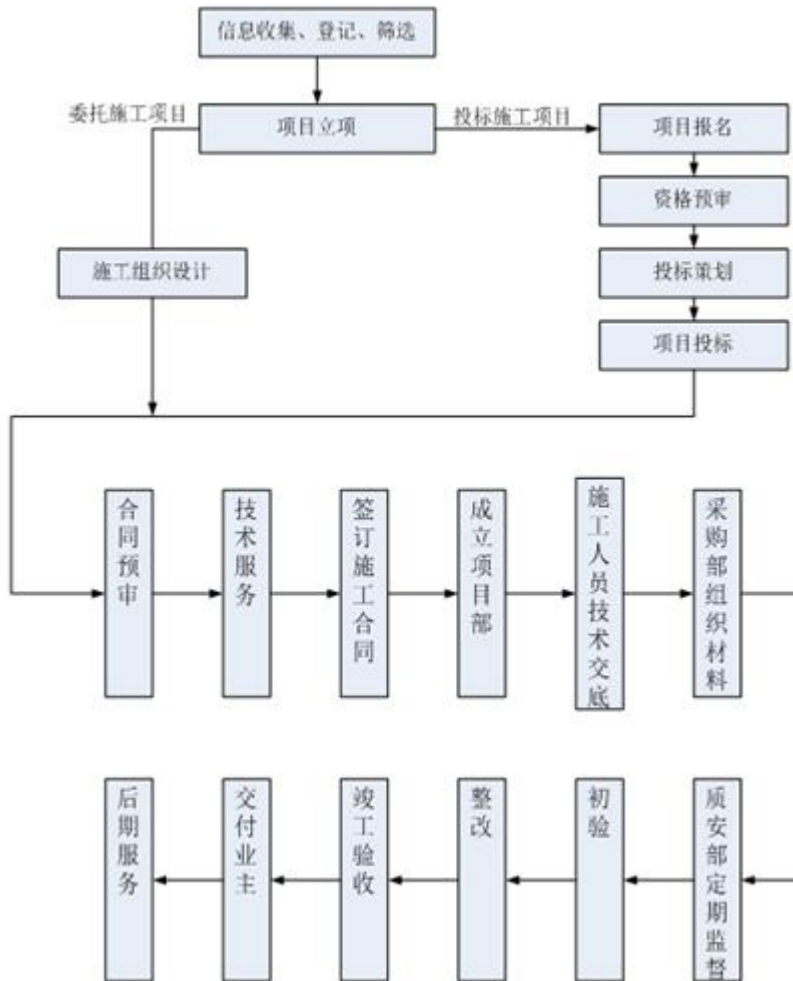 信息收集、登记、筛选
委托施工项目
项目立项
投标施工项目
项目报名
资格预审
施工组织设计
投标策划
项目投标
合同预审
技术服务
签订施工合同
成立项目部
施工人员技术交底
采购部组织材料
后期服务
交付业主
竣工验收
整改
初验
质安部定期监督